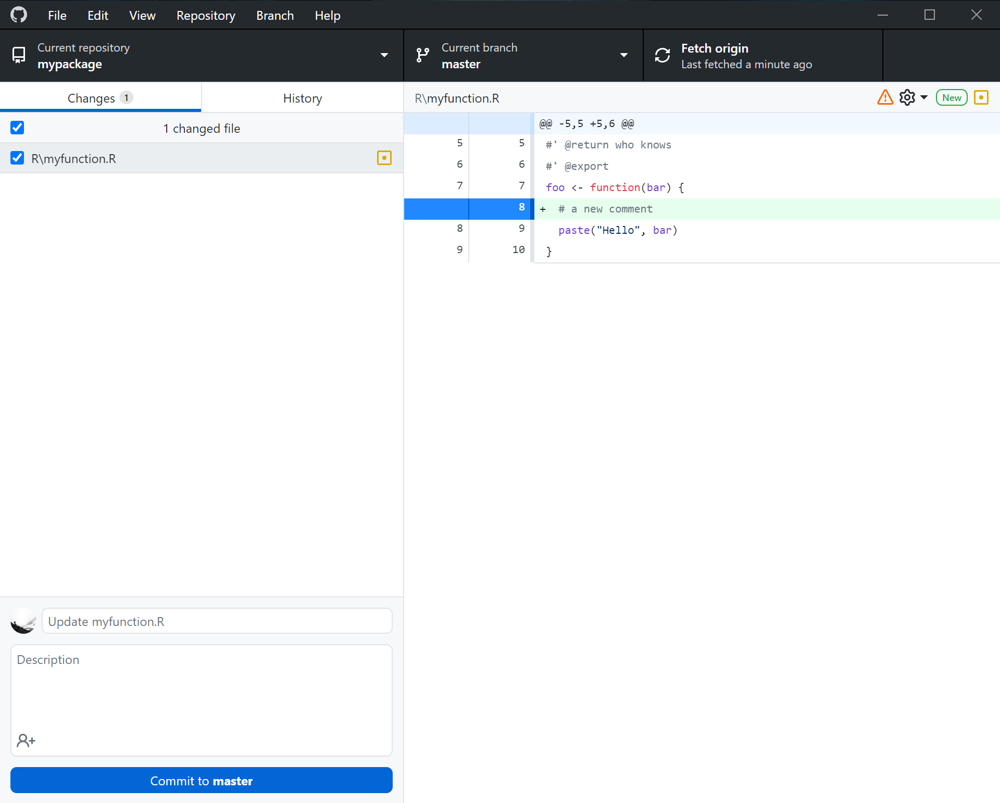 File Edit View Repository Branch Help
Current repository
mypackage
Current branch
master
Fetch origin
Last fetched a minute ago
Changes 1
History
1 changed file
R\myfunction.R
R\myfunction.R
New
@@ -5,5 +5,6 @@
5 5 #' @return who knows
6 6 #' @export
7 7 foo <- function(bar) {
8 + # a new comment
8 9 paste("Hello", bar)
9 10 }
Update myfunction.R
Description
Commit to master